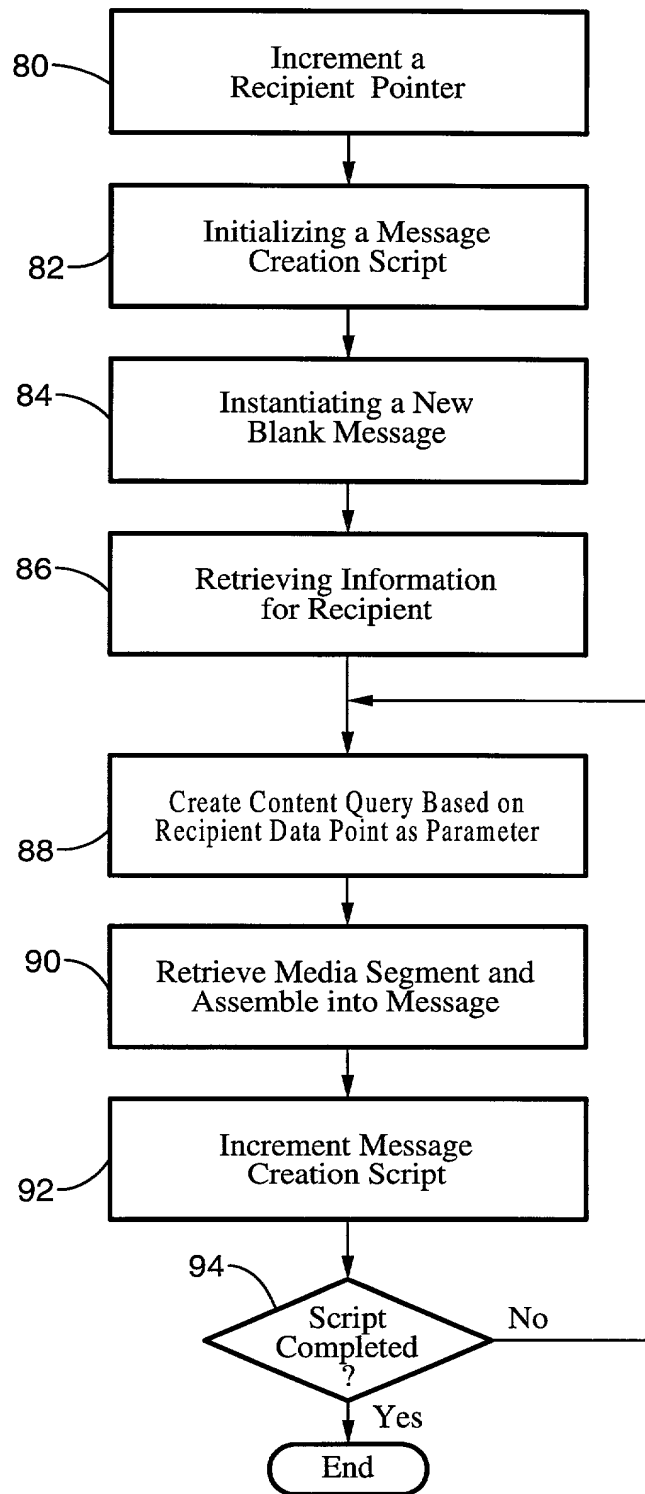 80
Increment a
Recipient Pointer
82
Initializing a Message
Creation Script
84
Instantiating a New
Blank Message
86
Retrieving Information
for Recipient
88
Create Content Query Based on
Recipient Data Point as Parameter
90
Retrieve Media Segment and
Assemble into Message
92
Increment Message
Creation Script
94
Script
Completed
?
No
Yes
End